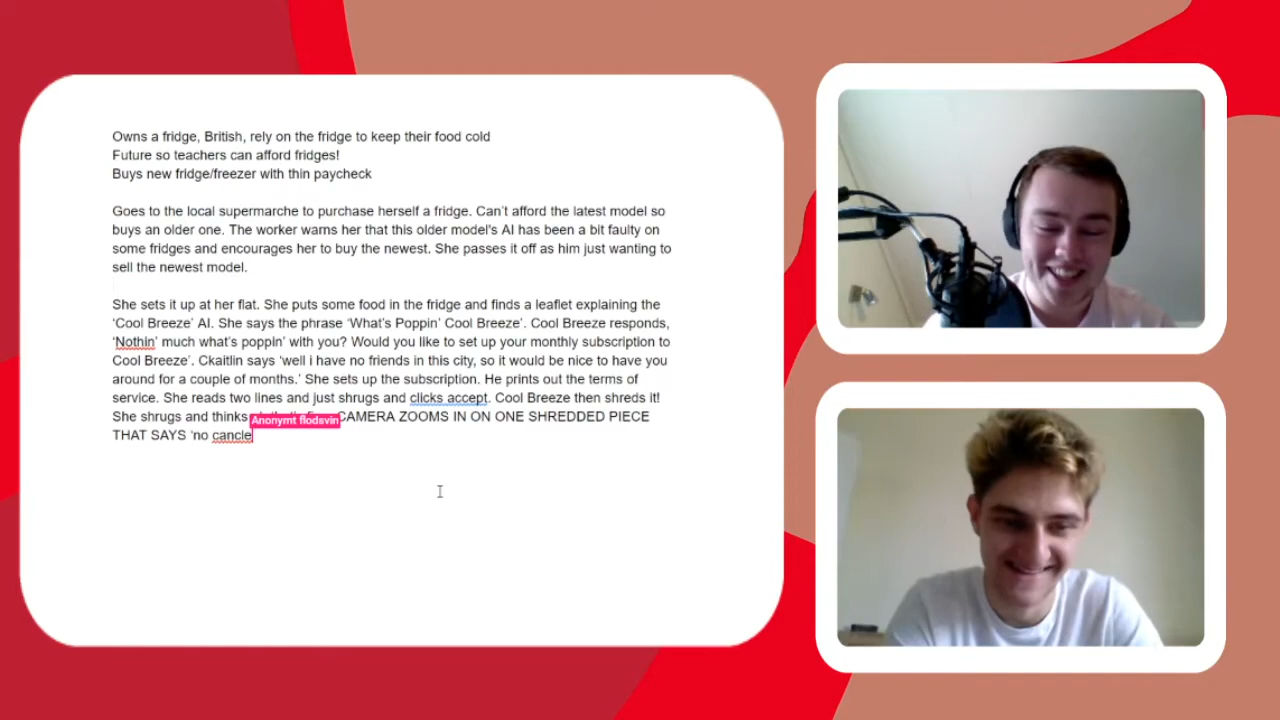 Owns a fridge, British, rely on the fridge to keep their food cold
Future so teachers can afford fridges!
Buys new fridge/freezer with thin paycheck
Goes to the local supermarche to purchase herself a fridge. Can't afford the latest model so
buys an older one. The worker warns her that this older model's AI has been a bit faulty on
some fridges and encourages her to buy the newest. She passes it off as him just wanting to
sell the newest model.
She sets it up at her flat. She puts some food in the fridge and finds a leaflet explaining the
‘Cool Breeze’ AI. She says the phrase ‘What's Poppin’ Cool Breeze’. Cool Breeze responds,
‘Nothin’ much what's poppin’ with you? Would you like to set up your monthly subscription to
Cool Breeze’. Ckaitlin says ‘well i have no friends in this city, so it would be nice to have you
around for a couple of months.’ She sets up the subscription. He prints out the terms of
service. She reads two lines and just shrugs and clicks accept. Cool Breeze then shreds it!
She shrugs and thinks CAMERA ZOOMS IN ON ONE SHREDDED PIECE
Anonymt flodsvin
THAT SAYS ‘no cancle